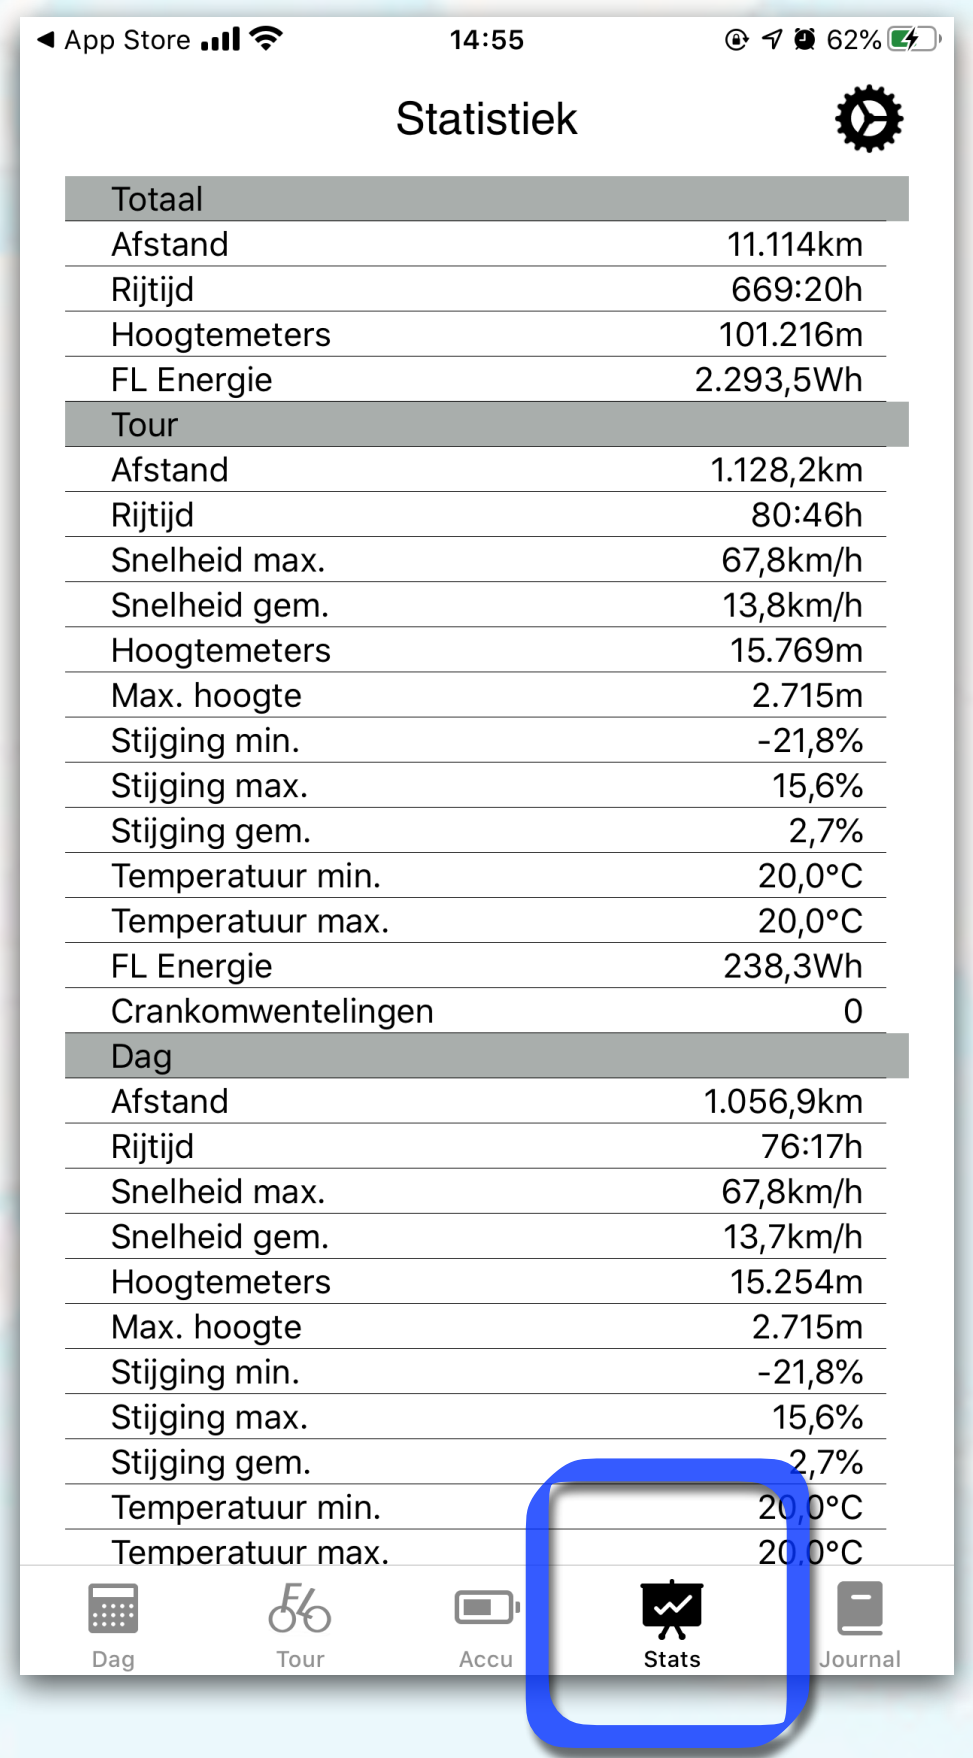 App Store 14:55 62%
Statistiek
Totaal
Afstand 11.114km
Rijtijd 669:20h
Hoogtemeters 101.216m
FL Energie 2.293,5Wh
Tour
Afstand 1.128,2km
Rijtijd 80:46h
Snelheid max. 67,8km/h
Snelheid gem. 13,8km/h
Hoogtemeters 15.769m
Max. hoogte 2.715m
Stijging min. -21,8%
Stijging max. 15,6%
Stijging gem. 2,7%
Temperatuur min. 20,0°C
Temperatuur max. 20,0°C
FL Energie 238,3Wh
Crankomwentelingen 0
Dag
Afstand 1.056,9km
Rijtijd 76:17h
Snelheid max. 67,8km/h
Snelheid gem. 13,7km/h
Hoogtemeters 15.254m
Max. hoogte 2.715m
Stijging min. -21,8%
Stijging max. 15,6%
Stijging gem. 2,7%
Temperatuur min. 20,0°C
Temperatuur max. 20,0°C
Dag Tour Accu Stats Journal